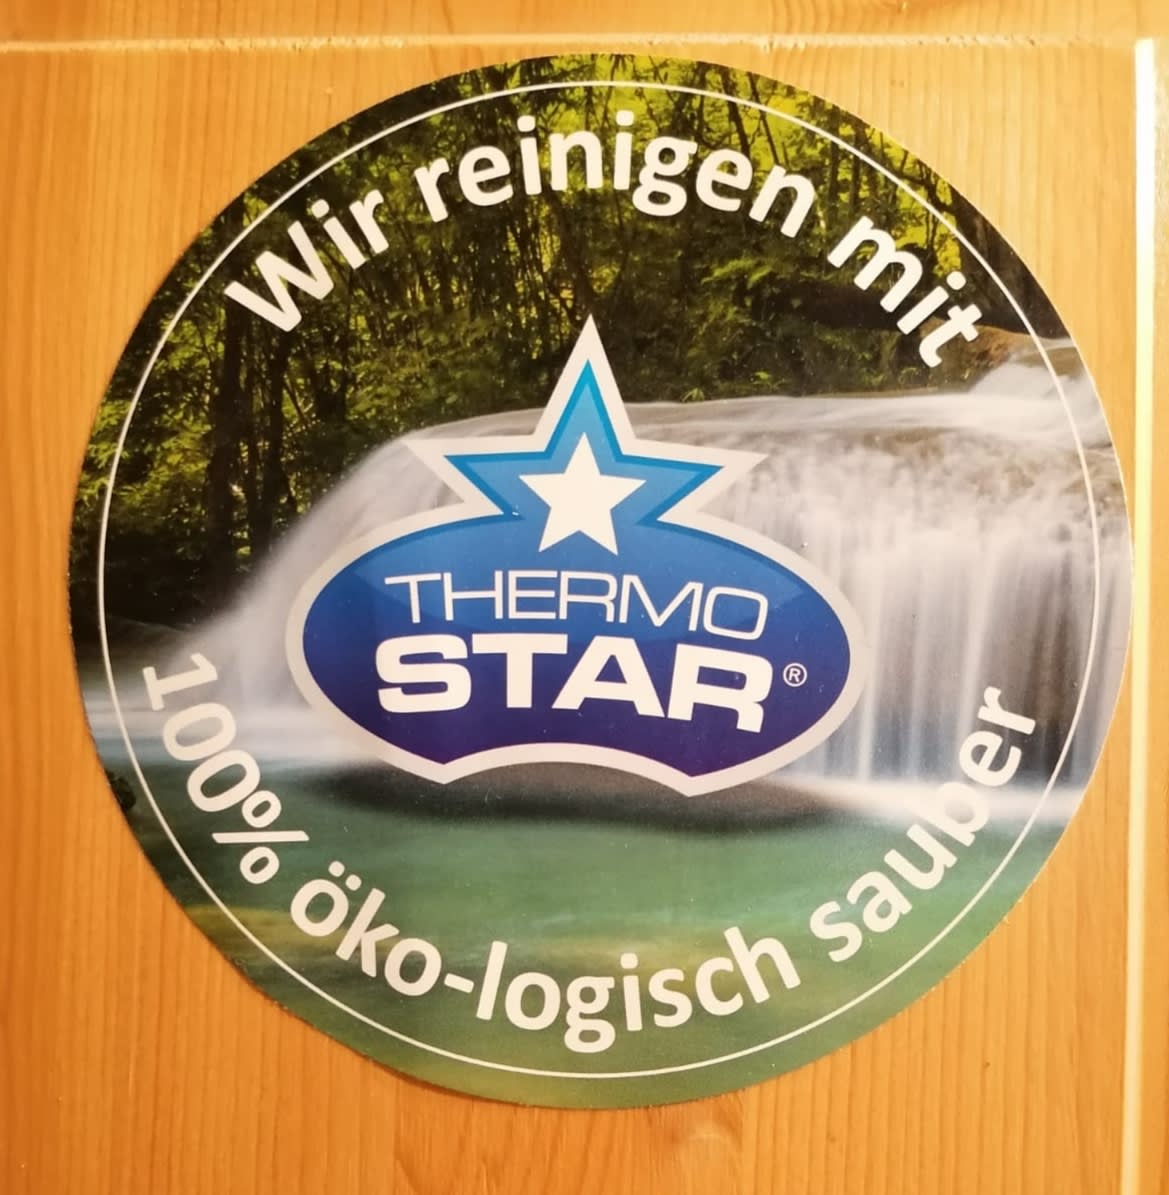 Wir reinigen mit
THERMO
STAR®
100% öko-logisch sauber